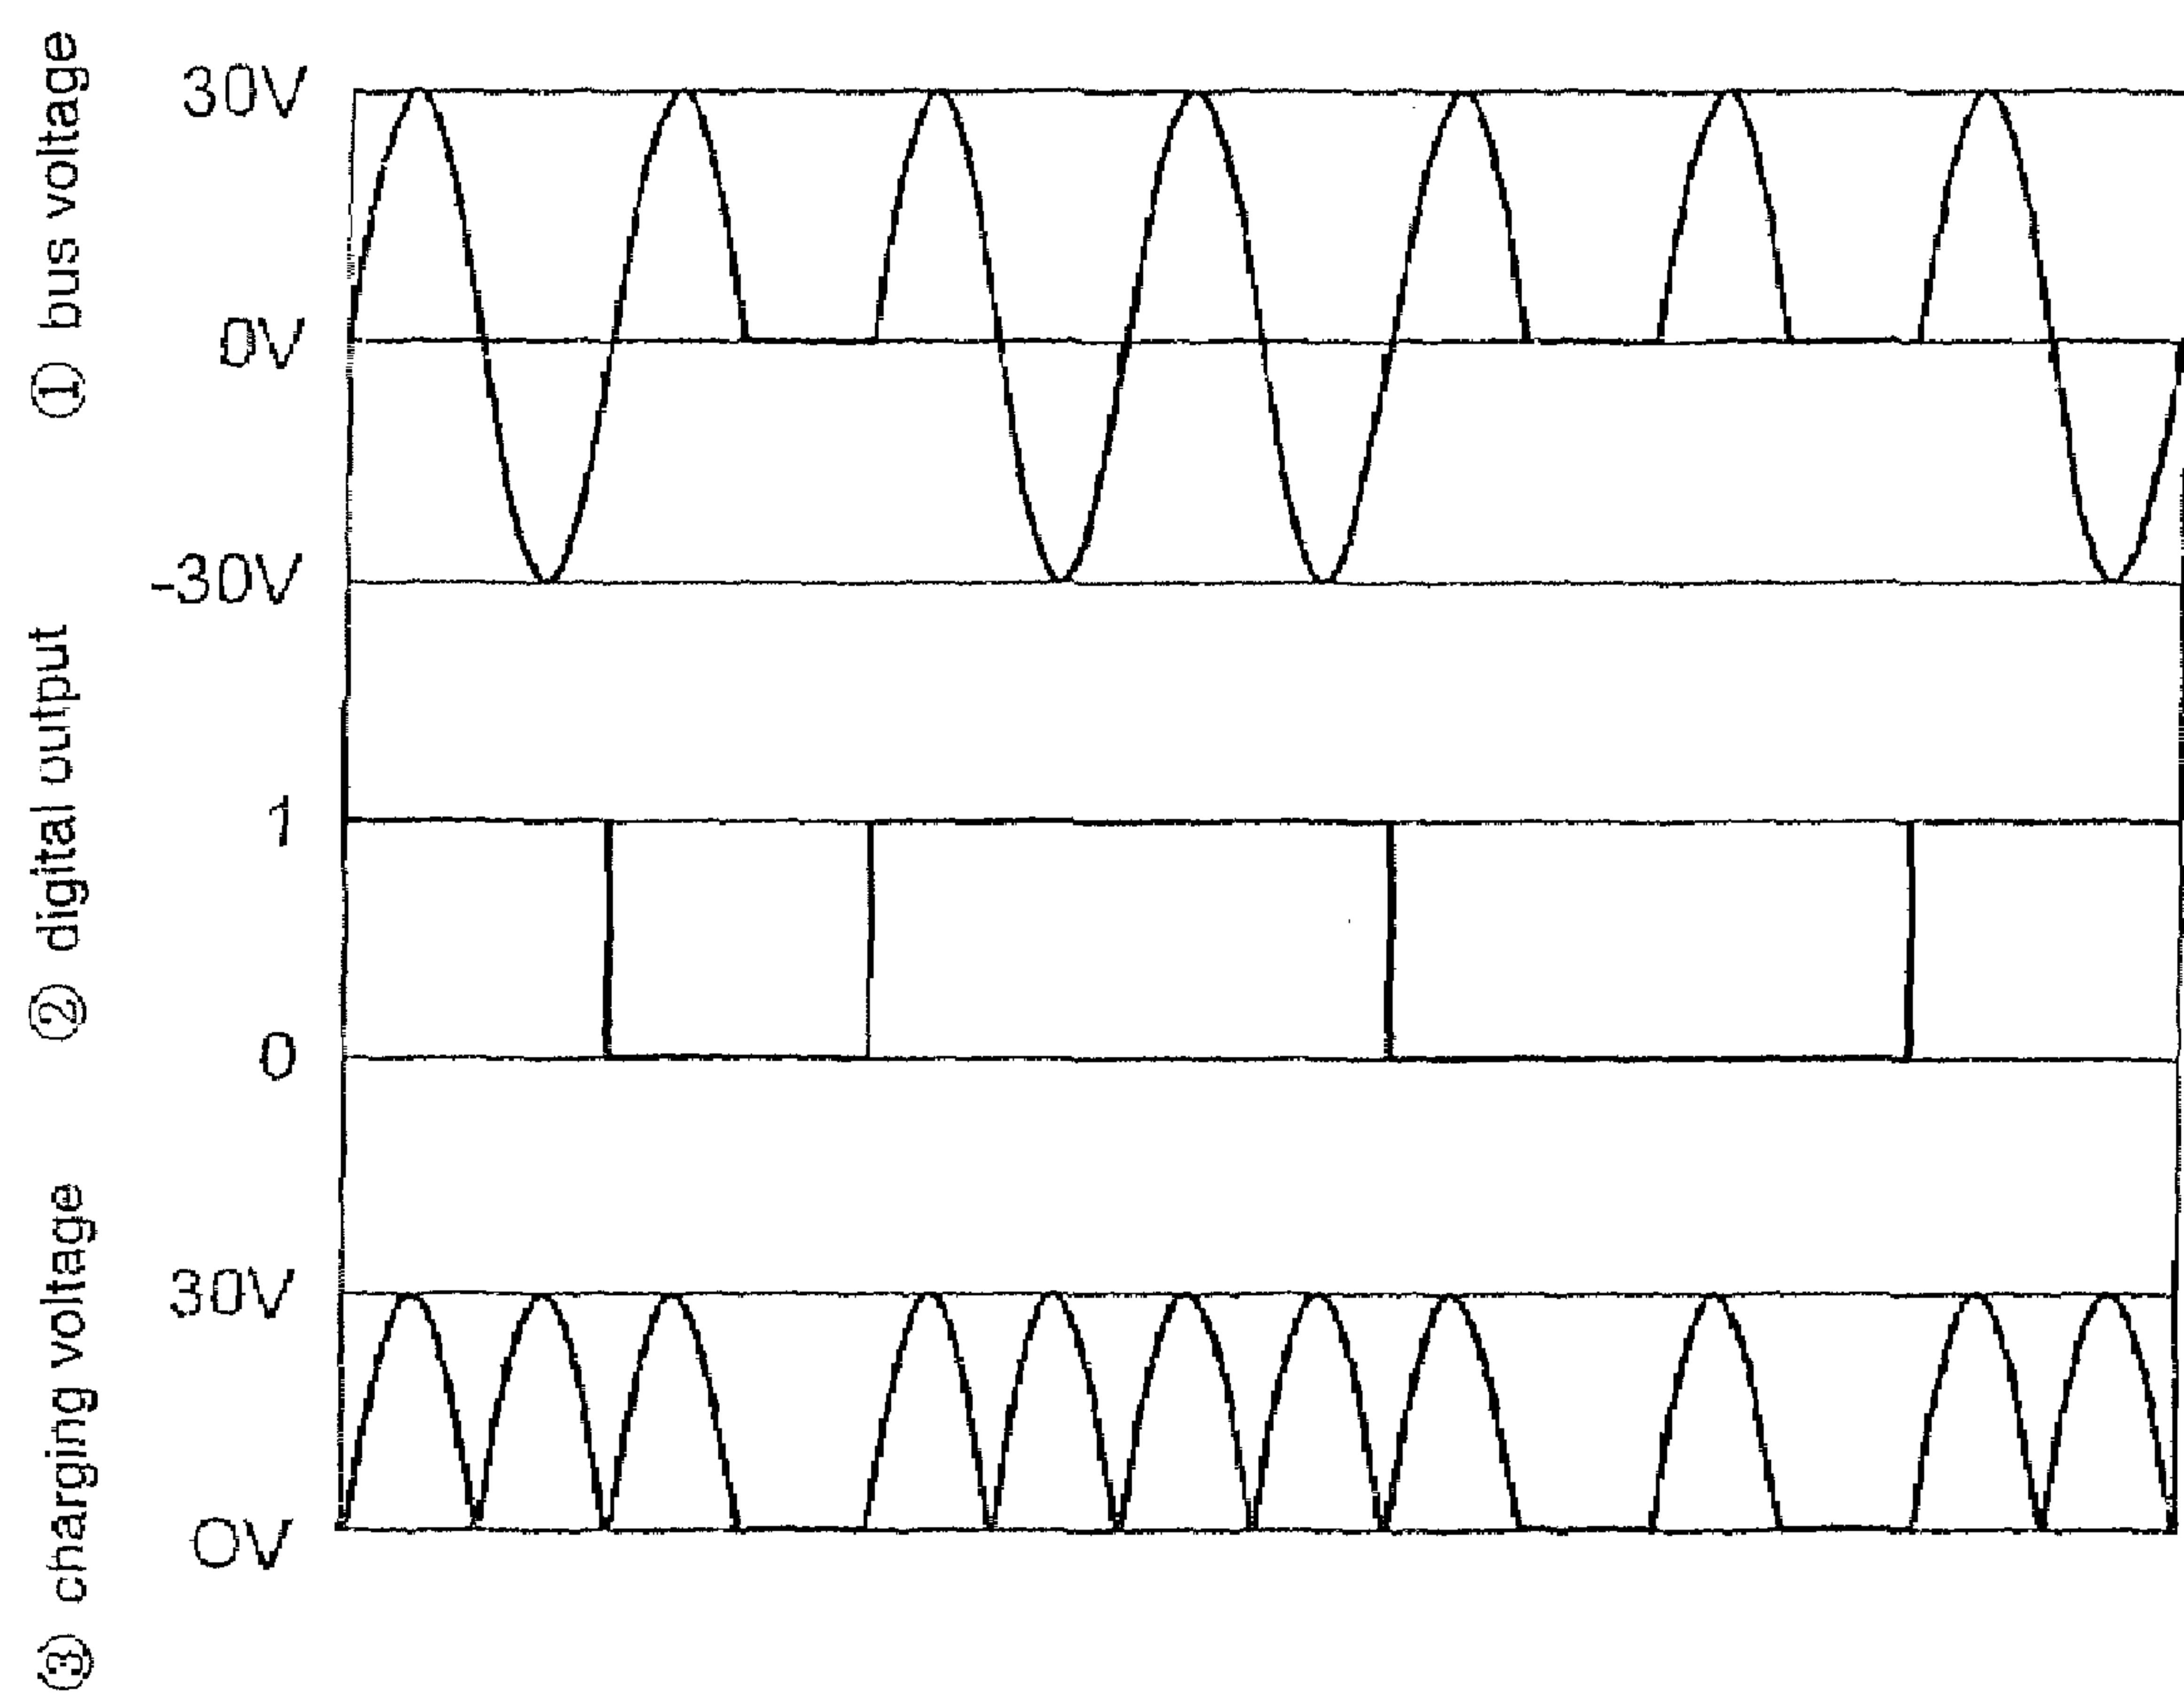 ① bus voltage
30V
0V
-30V
② digital output
1
0
③ charging voltage
30V
0V